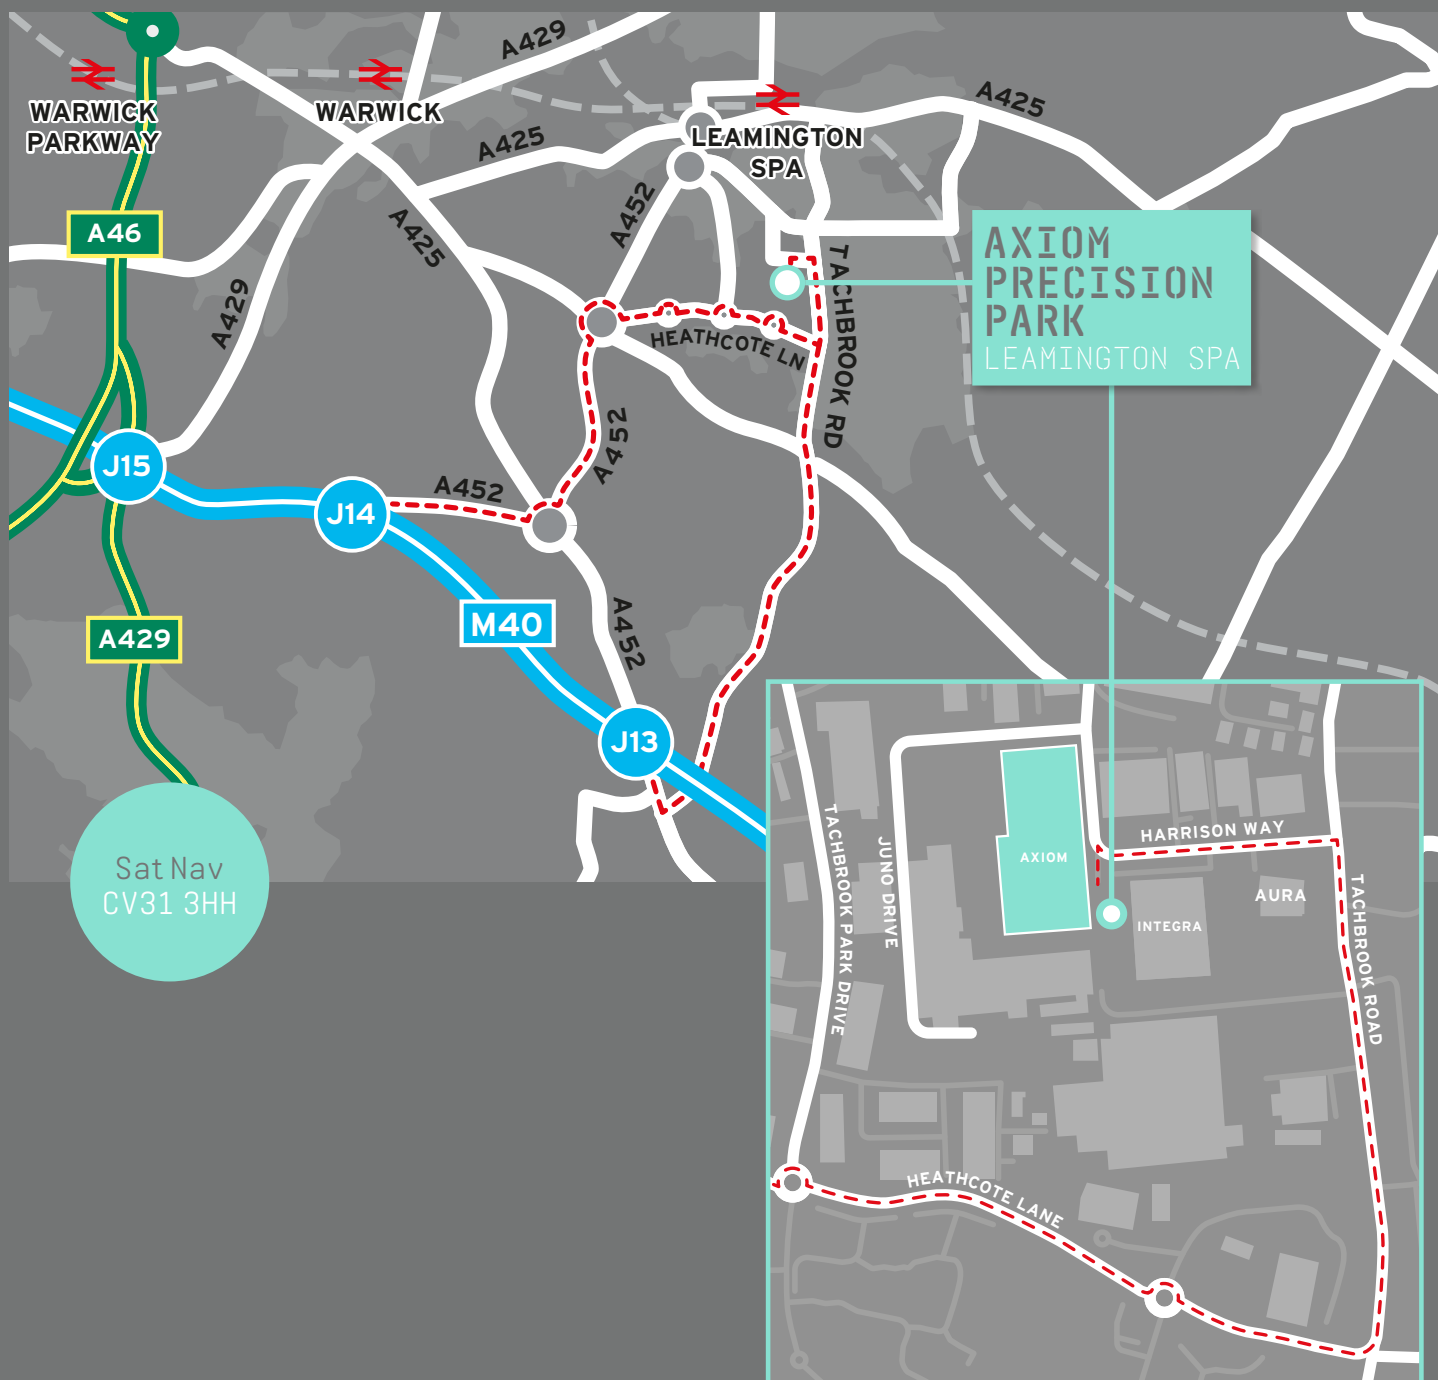 A429
WARWICK
PARKWAY
WARWICK
A425
LEAMINGTON
SPA
A425
A452
A46
A425
A429
TACHBROOK RD
AXIOM
PRECISION
PARK
LEAMINGTON SPA
HEATHCOTE LN
A452
J15
A452
J14
M40
A452
A429
J13
Sat Nav
CV31 3HH
TACHBROOK PARK DRIVE
JUNO DRIVE
AXIOM
HARRISON WAY
AURA
INTEGRA
TACHBROOK ROAD
HEATHCOTE LANE